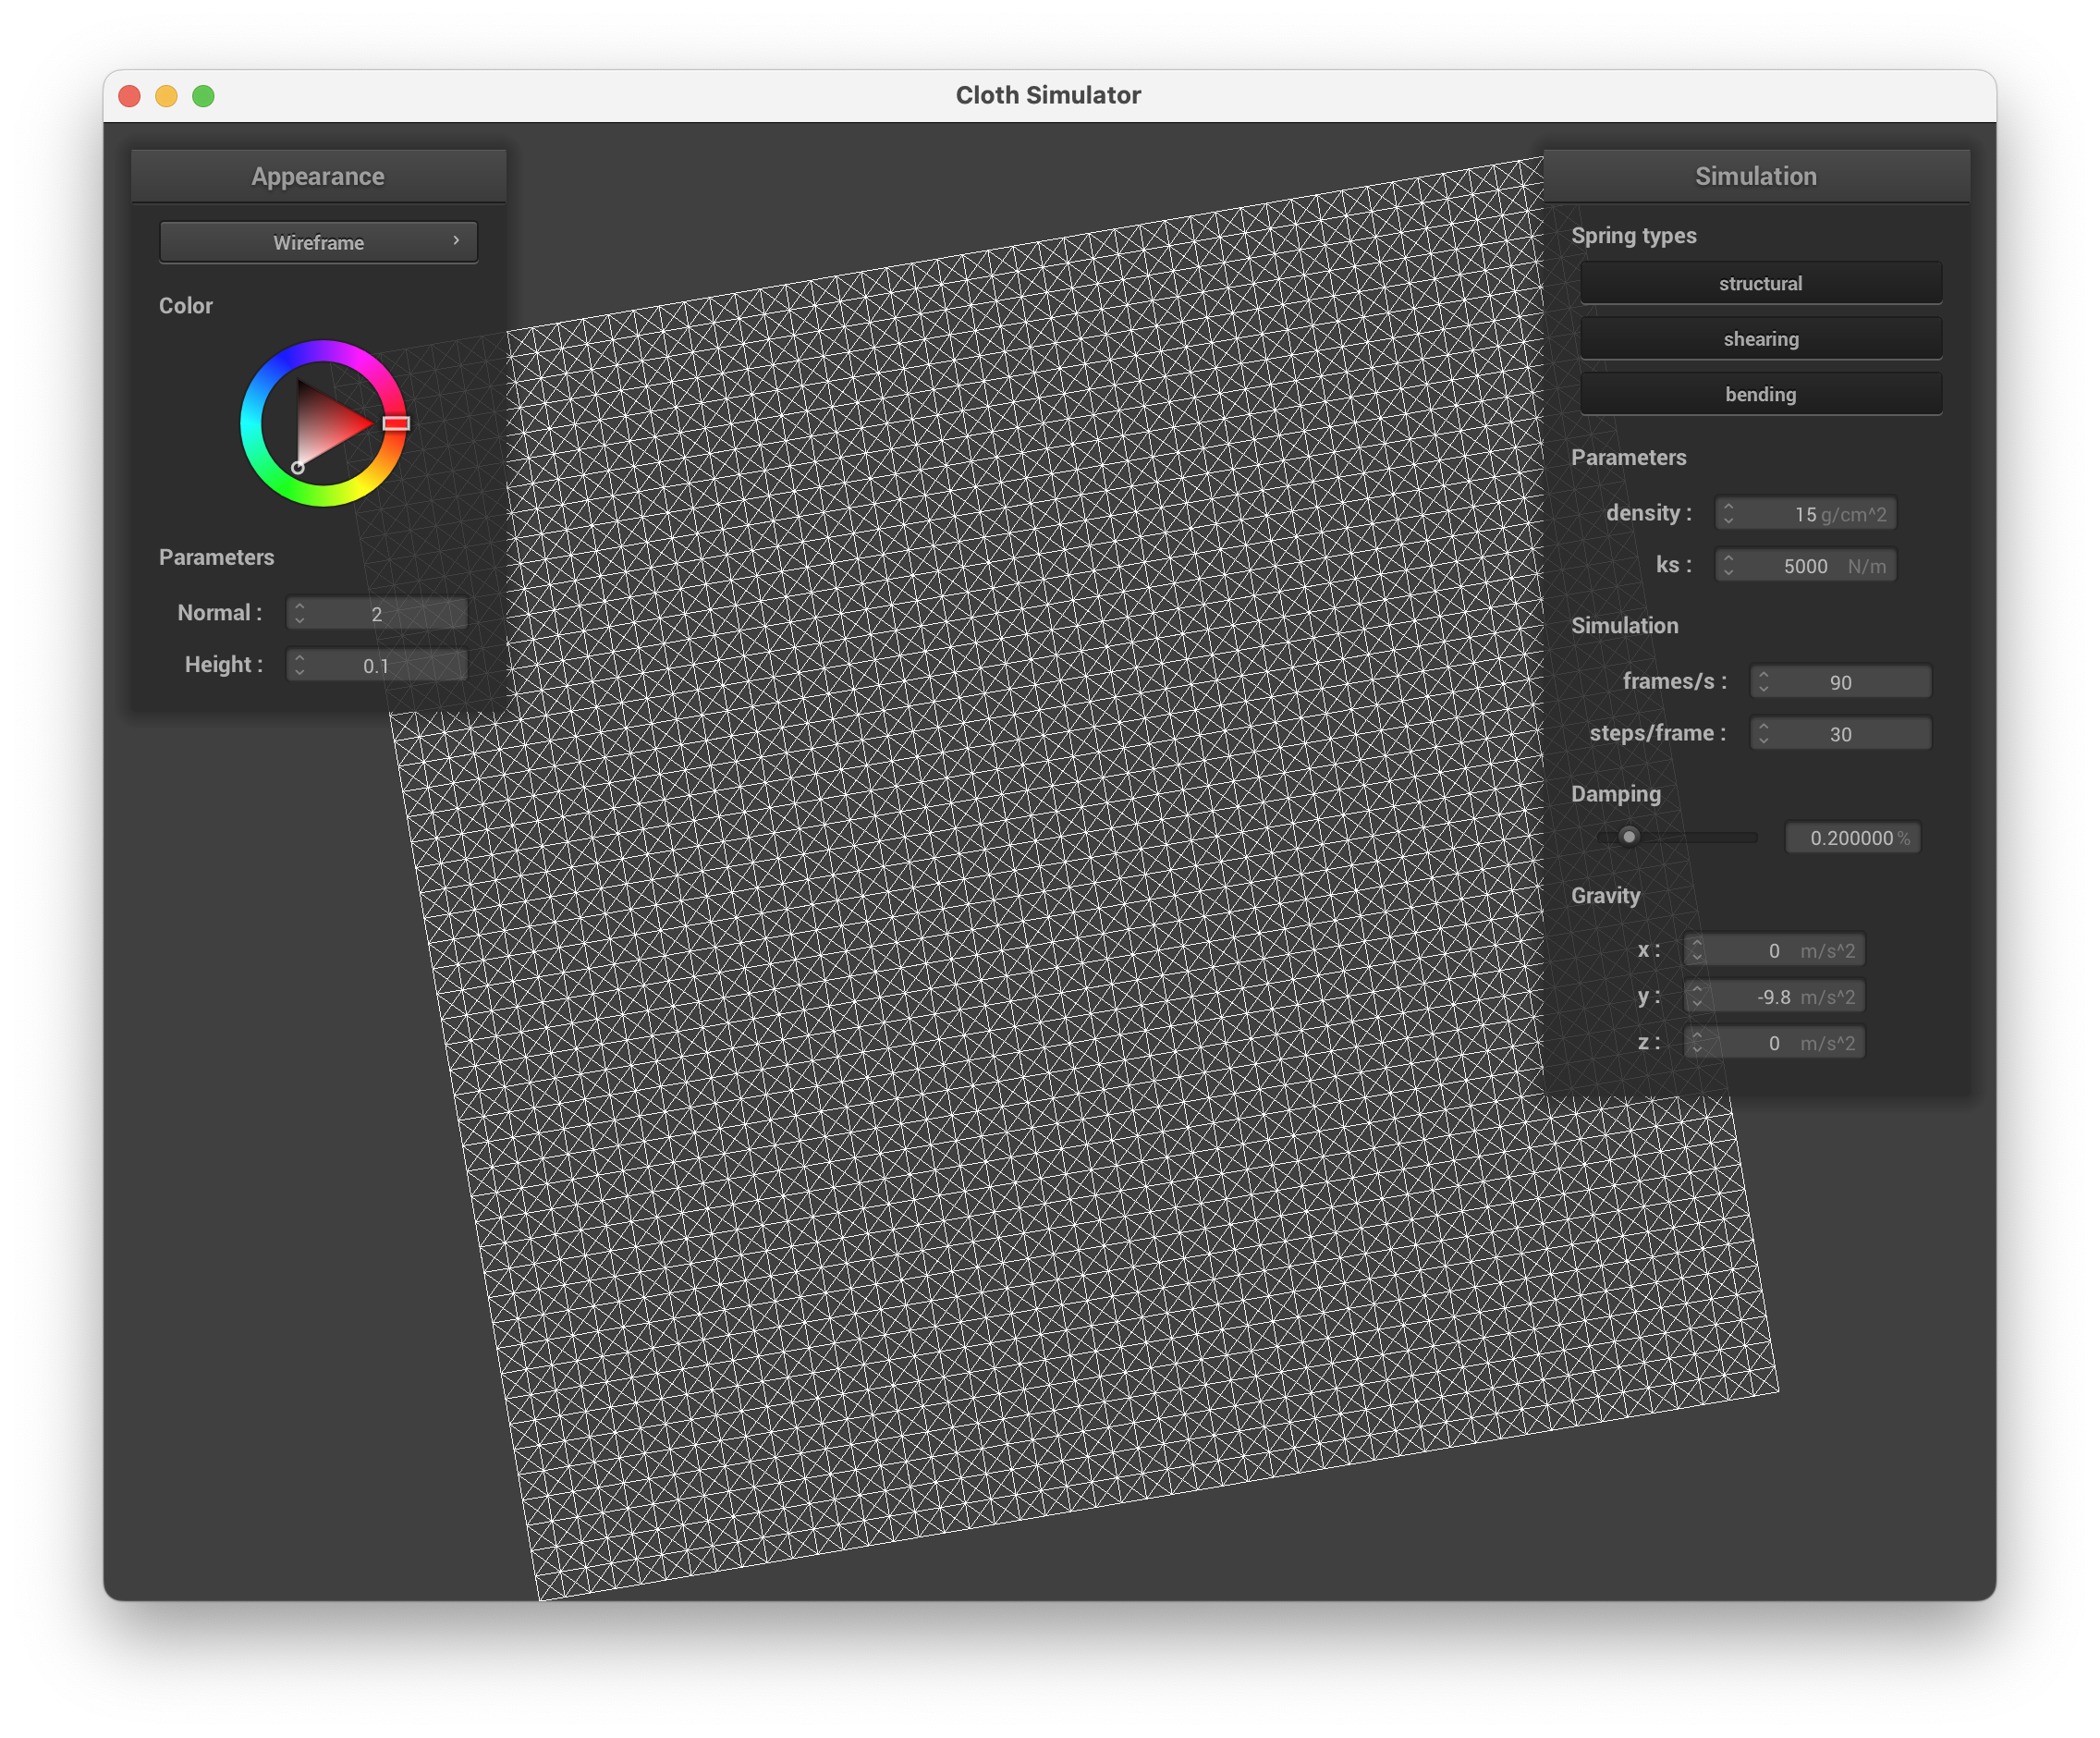 Cloth Simulator
Appearance
Wireframe
Color
Parameters
Normal : 2
Height : 0.1
Simulation
Spring types
structural
shearing
bending
Parameters
density : 15 g/cm^2
ks : 5000 N/m
Simulation
frames/s : 90
steps/frame : 30
Damping
0.200000 %
Gravity
x : 0 m/s^2
y : -9.8 m/s^2
z : 0 m/s^2